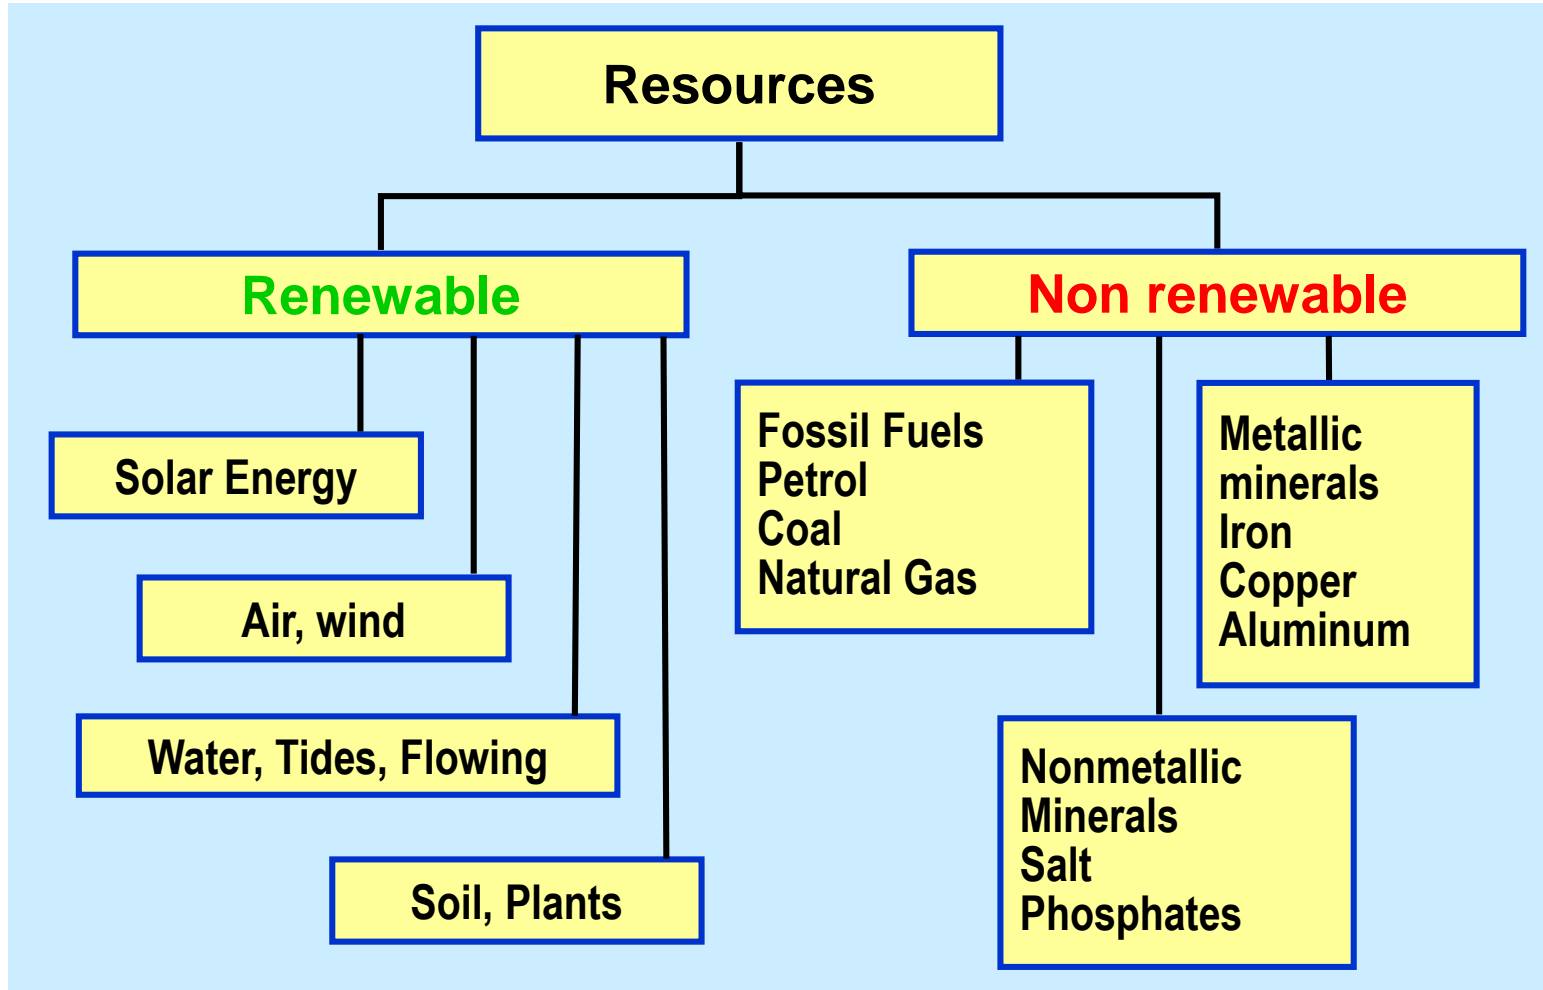 Resources
Renewable
Non renewable
Solar Energy
Air, wind
Water, Tides, Flowing
Soil, Plants
Fossil Fuels
Petrol
Coal
Natural Gas
Metallic
minerals
Iron
Copper
Aluminum
Nonmetallic
Minerals
Salt
Phosphates